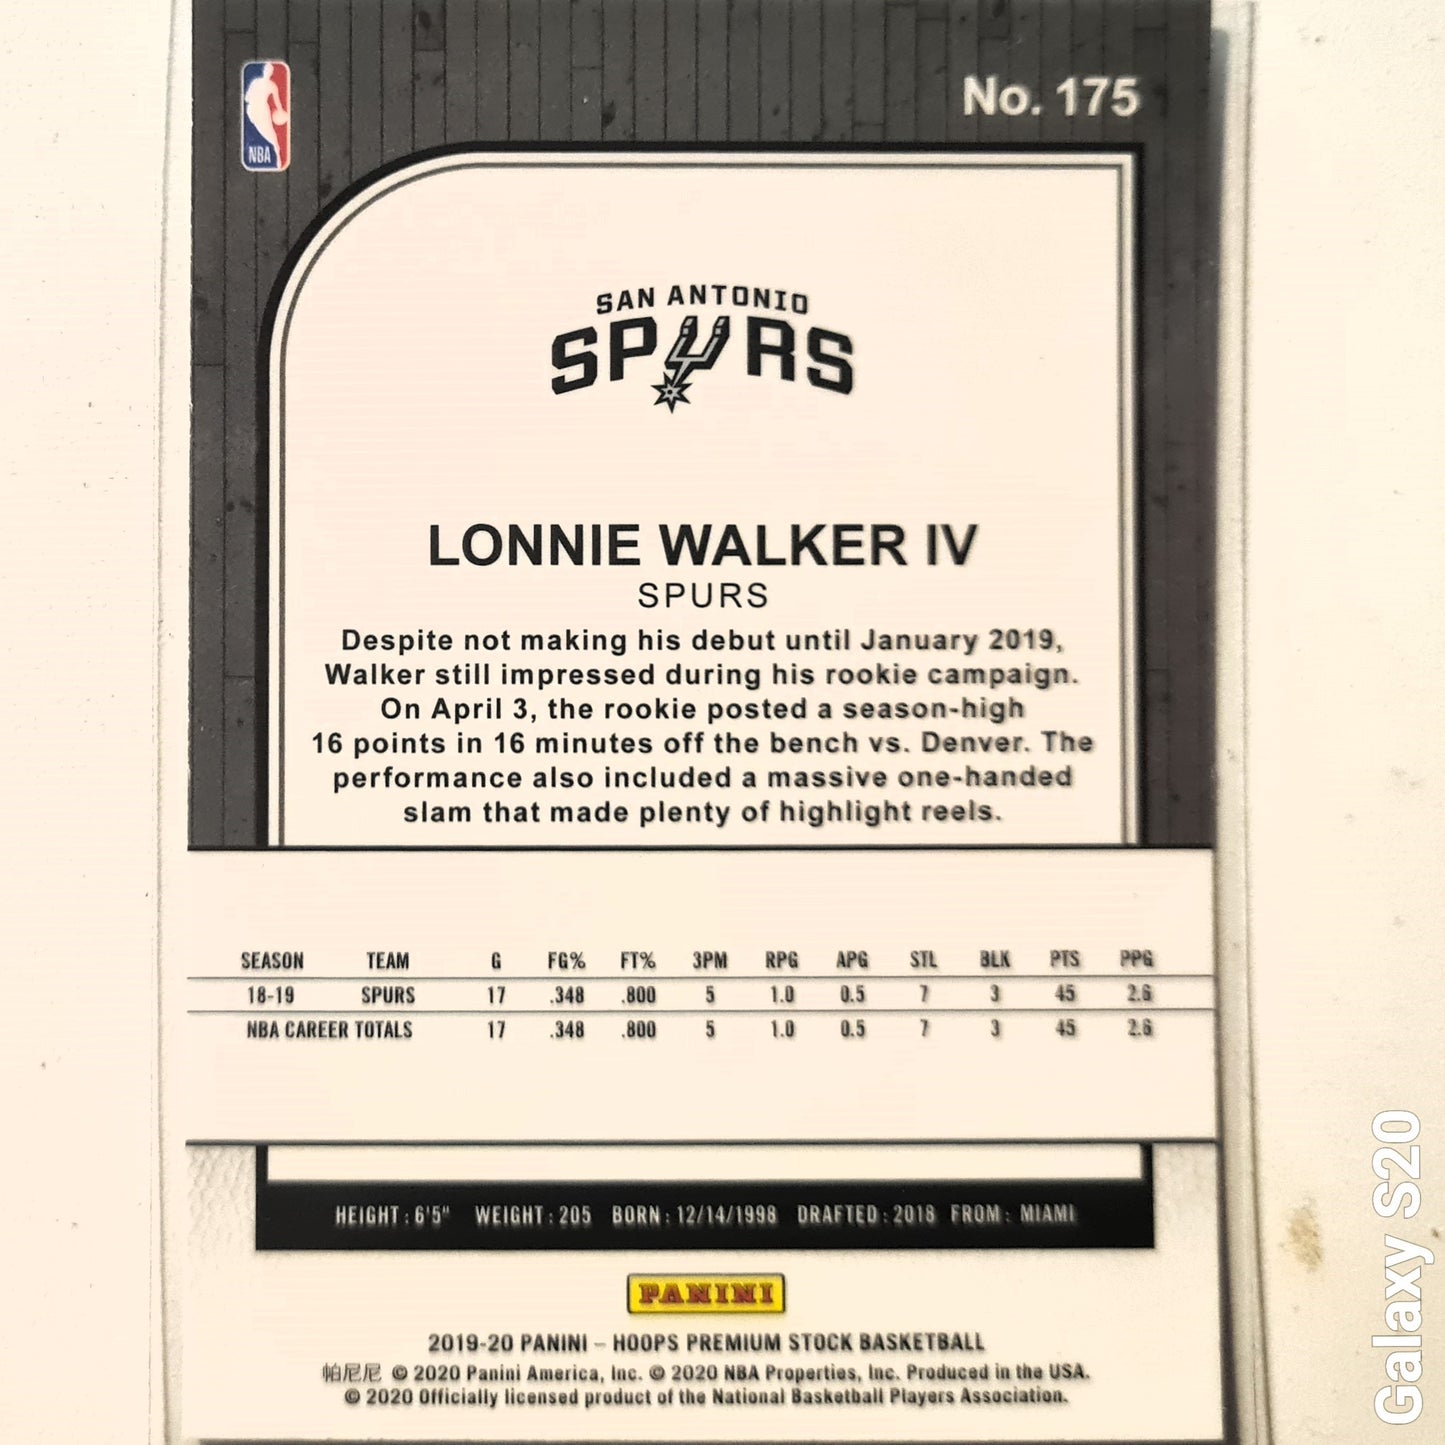 NBA
No. 175
SAN ANTONIO
SPURS
LONNIE WALKER IV
SPURS
Despite not making his debut until January 2019,
Walker still impressed during his rookie campaign.
On April 3, the rookie posted a season-high
16 points in 16 minutes off the bench vs. Denver. The
performance also included a massive one-handed
slam that made plenty of highlight reels.
SEASON TEAM G FG% FT% 3PM RPG APG STL BLK PTS PPG
18-19 SPURS 17 .348 .800 5 1.0 0.5 7 3 45 2.6
NBA CAREER TOTALS 17 .348 .800 5 1.0 0.5 7 3 45 2.6
HEIGHT: 6'5" WEIGHT: 205 BORN: 12/14/1998 DRAFTED: 2018 FROM: MIAMI
PANINI
2019-20 PANINI – HOOPS PREMIUM STOCK BASKETBALL
帕尼尼 © 2020 Panini America, Inc. © 2020 NBA Properties, Inc. Produced in the USA.
© 2020 Officially licensed product of the National Basketball Players Association.
Galaxy S20